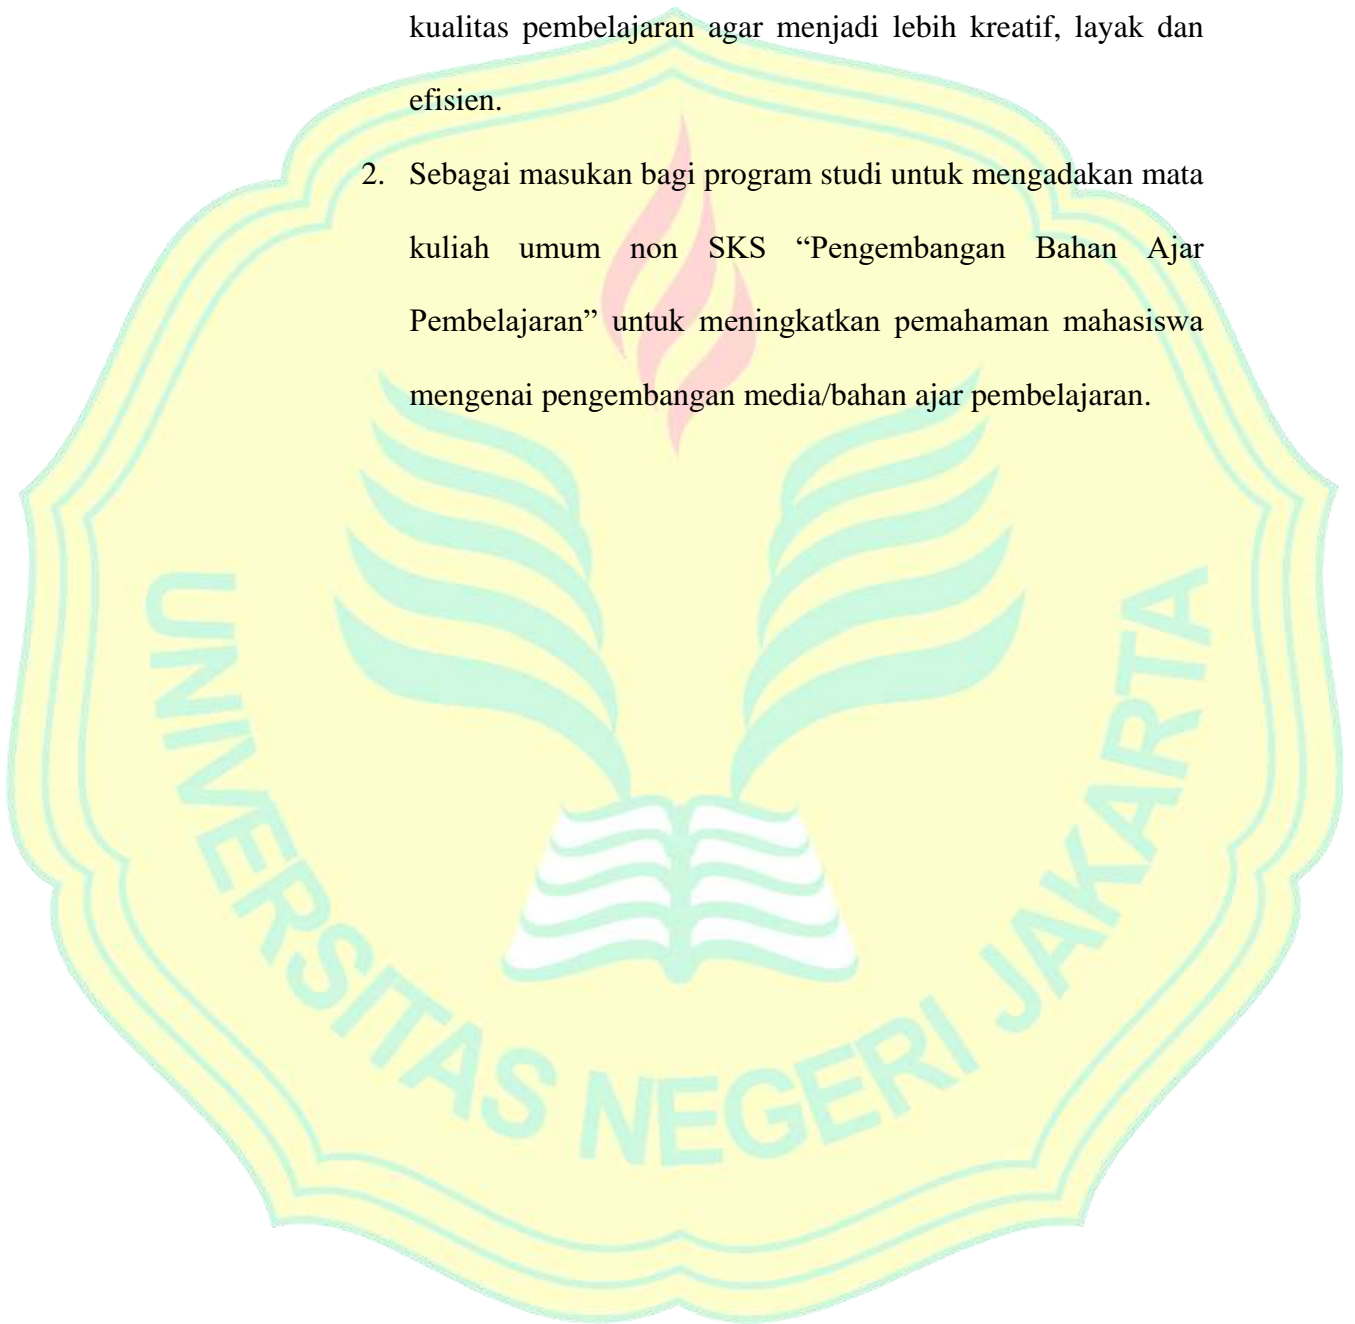 kualitas pembelajaran agar menjadi lebih kreatif, layak dan
efisien.
2. Sebagai masukan bagi program studi untuk mengadakan mata
kuliah umum non SKS “Pengembangan Bahan Ajar
Pembelajaran” untuk meningkatkan pemahaman mahasiswa
mengenai pengembangan media/bahan ajar pembelajaran.
UNIVERSITAS NEGERI JAKARTA